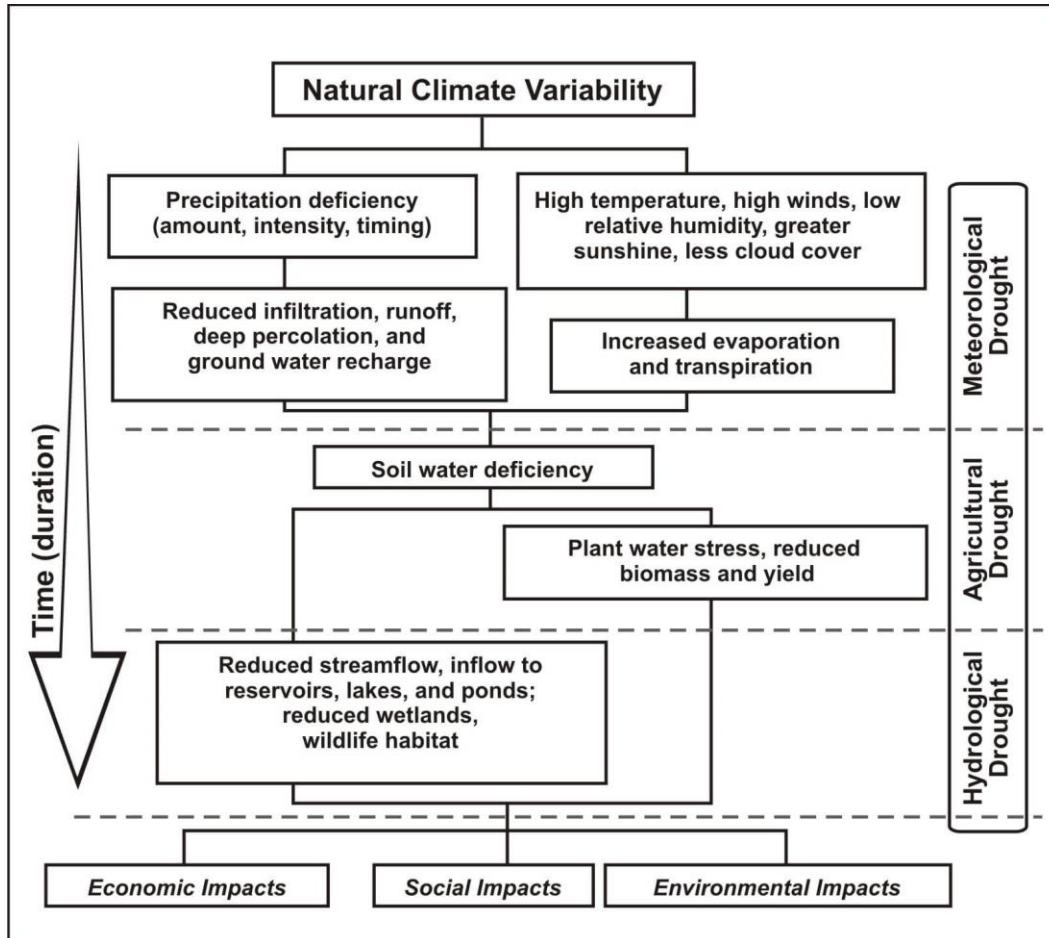 Natural Climate Variability
Precipitation deficiency
(amount, intensity, timing)
High temperature, high winds, low
relative humidity, greater
sunshine, less cloud cover
Reduced infiltration, runoff,
deep percolation, and
ground water recharge
Increased evaporation
and transpiration
Meteorological
Drought
Time (duration)
Soil water deficiency
Plant water stress, reduced
biomass and yield
Agricultural
Drought
Reduced streamflow, inflow to
reservoirs, lakes, and ponds;
reduced wetlands,
wildlife habitat
Hydrological
Drought
Economic Impacts
Social Impacts
Environmental Impacts